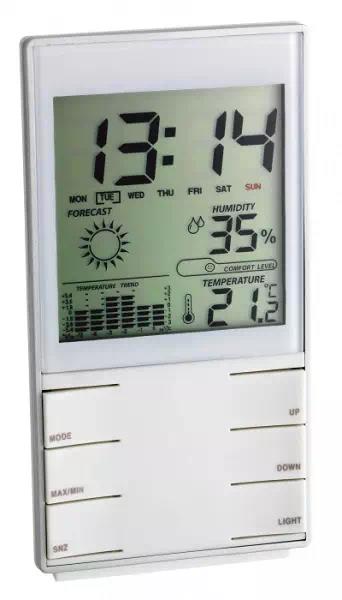 13:14
MON TUE WED THU FRI SAT SUN
FORECAST
HUMIDITY
35%
COMFORT LEVEL
TEMPERATURE TREND
TEMPERATURE
21.2 °C
MODE
UP
MAX/MIN
DOWN
SNZ
LIGHT